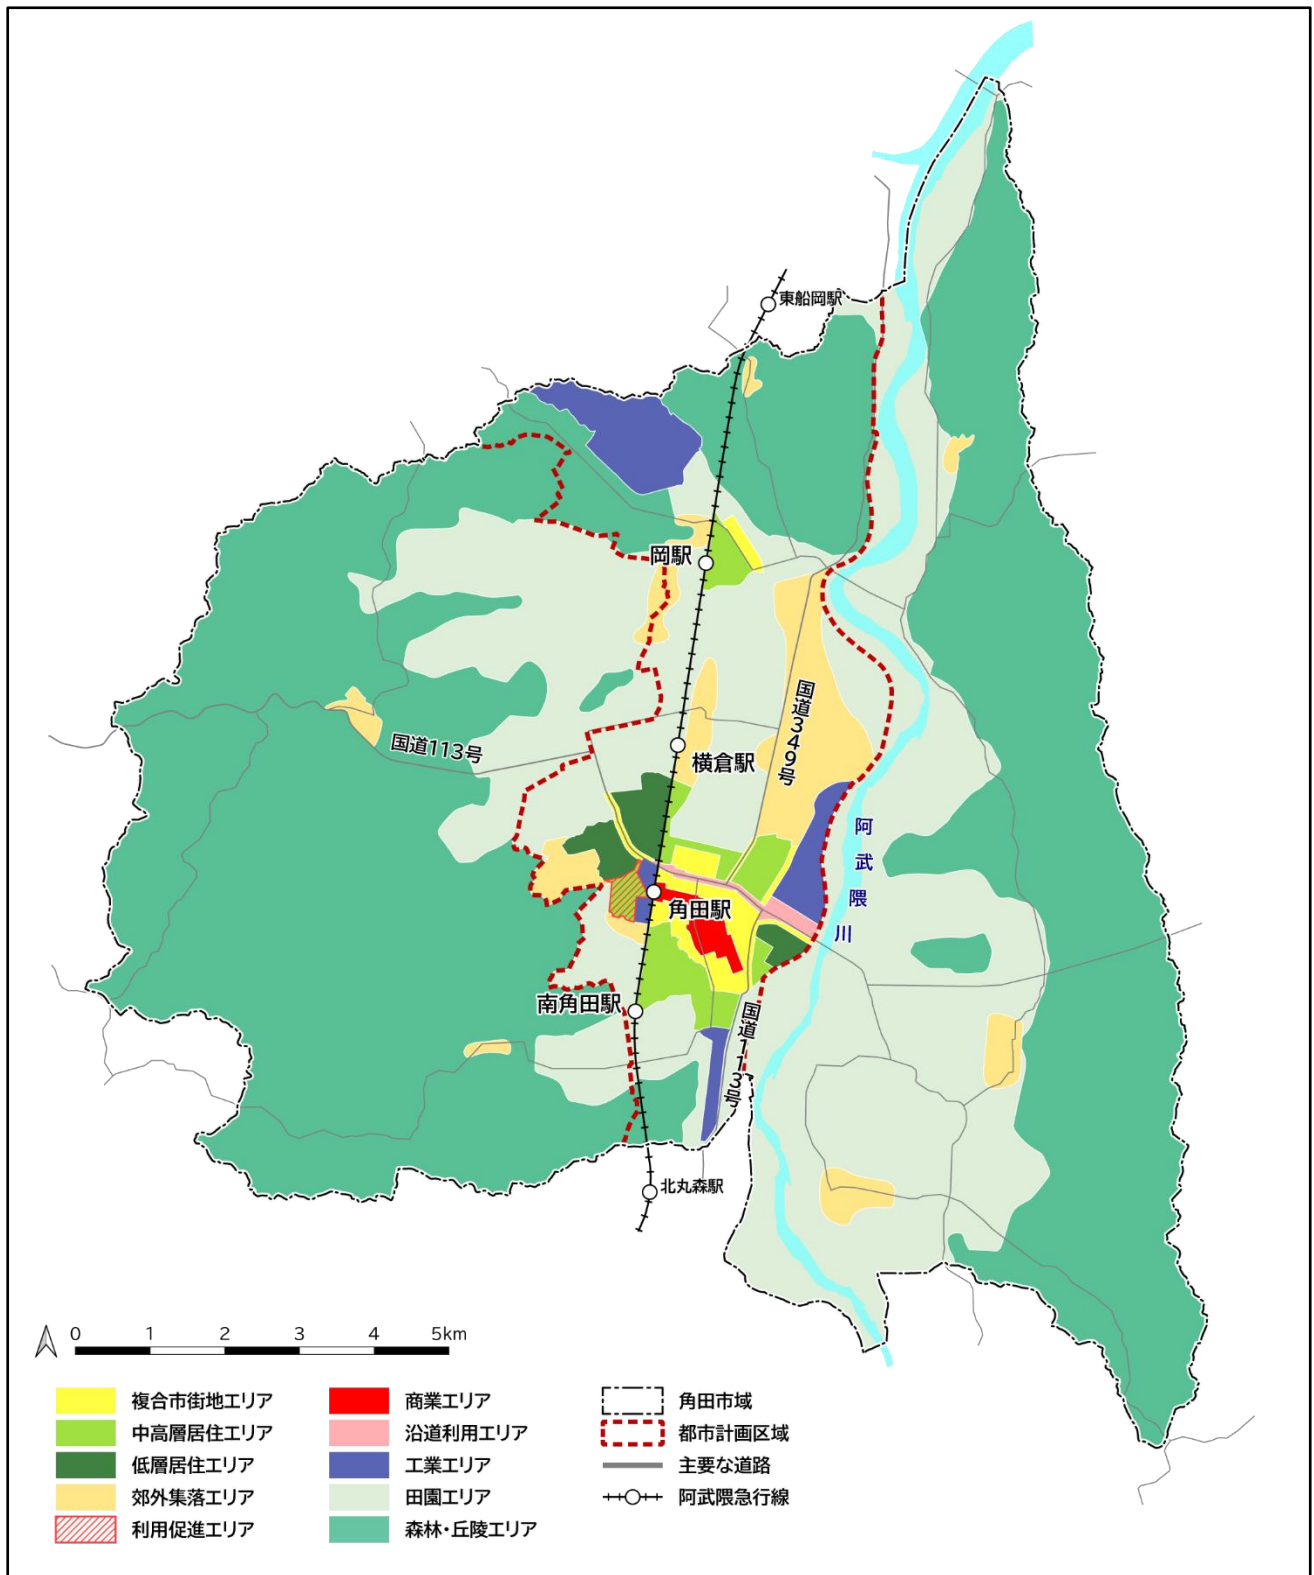 東船岡駅
岡駅
国道349号
国道113号
横倉駅
阿武隈川
角田駅
南角田駅
国道113号
北丸森駅
0 1 2 3 4 5km
複合市街地エリア
中高層居住エリア
低層居住エリア
郊外集落エリア
利用促進エリア
商業エリア
沿道利用エリア
工業エリア
田園エリア
森林・丘陵エリア
角田市域
都市計画区域
主要な道路
阿武隈急行線